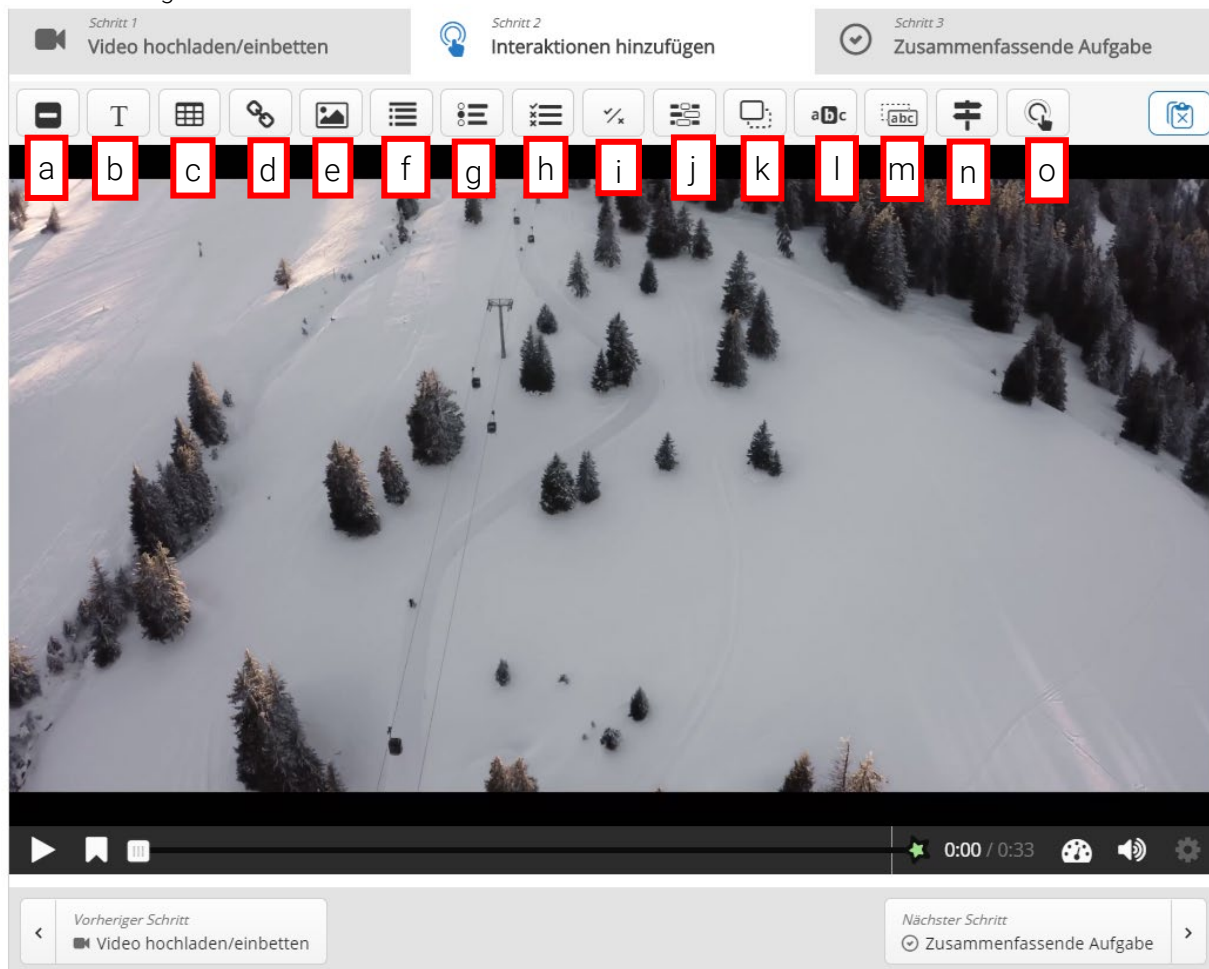 Schritt 1
Video hochladen/einbetten
Schritt 2
Interaktionen hinzufügen
Schritt 3
Zusammenfassende Aufgabe
T
abc
abc
a b c d e f g h i j k l m n o
0:00 / 0:33
Vorheriger Schritt
Video hochladen/einbetten
Nächster Schritt
Zusammenfassende Aufgabe